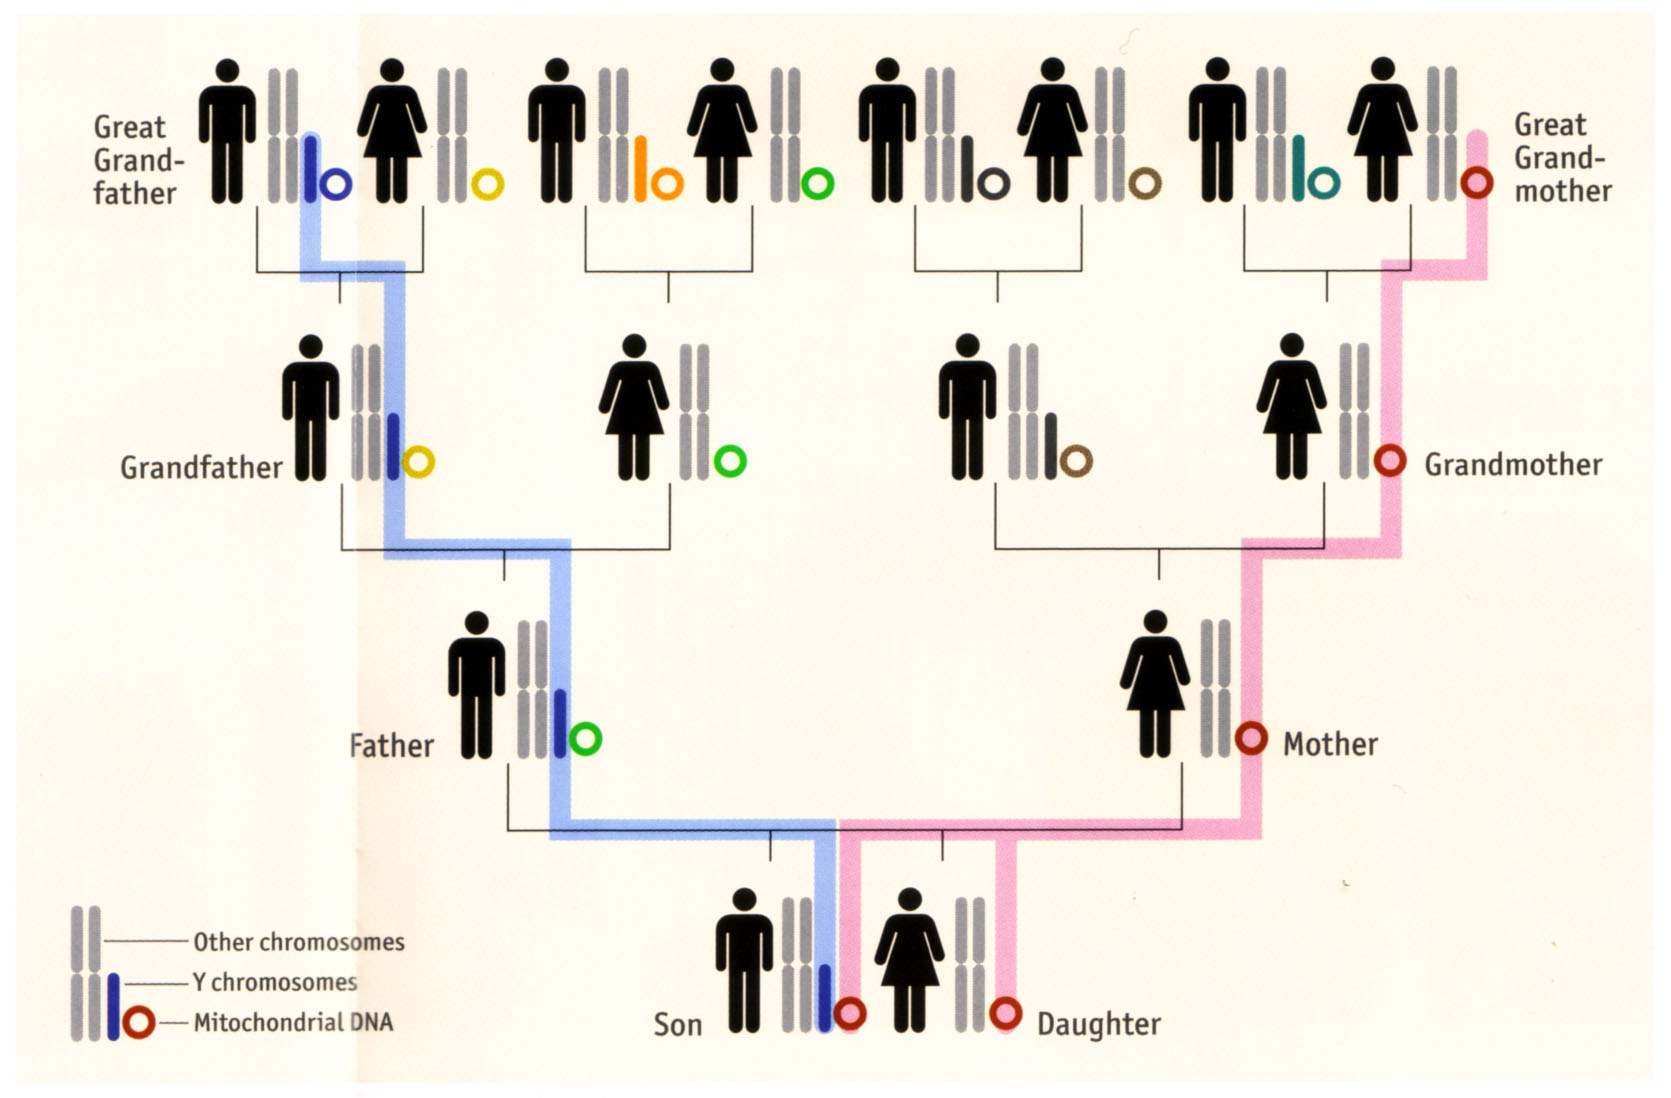 Great
Grand-
father
Great
Grand-
mother
Grandfather
Grandmother
Father
Mother
Other chromosomes
Y chromosomes
Mitochondrial DNA
Son
Daughter